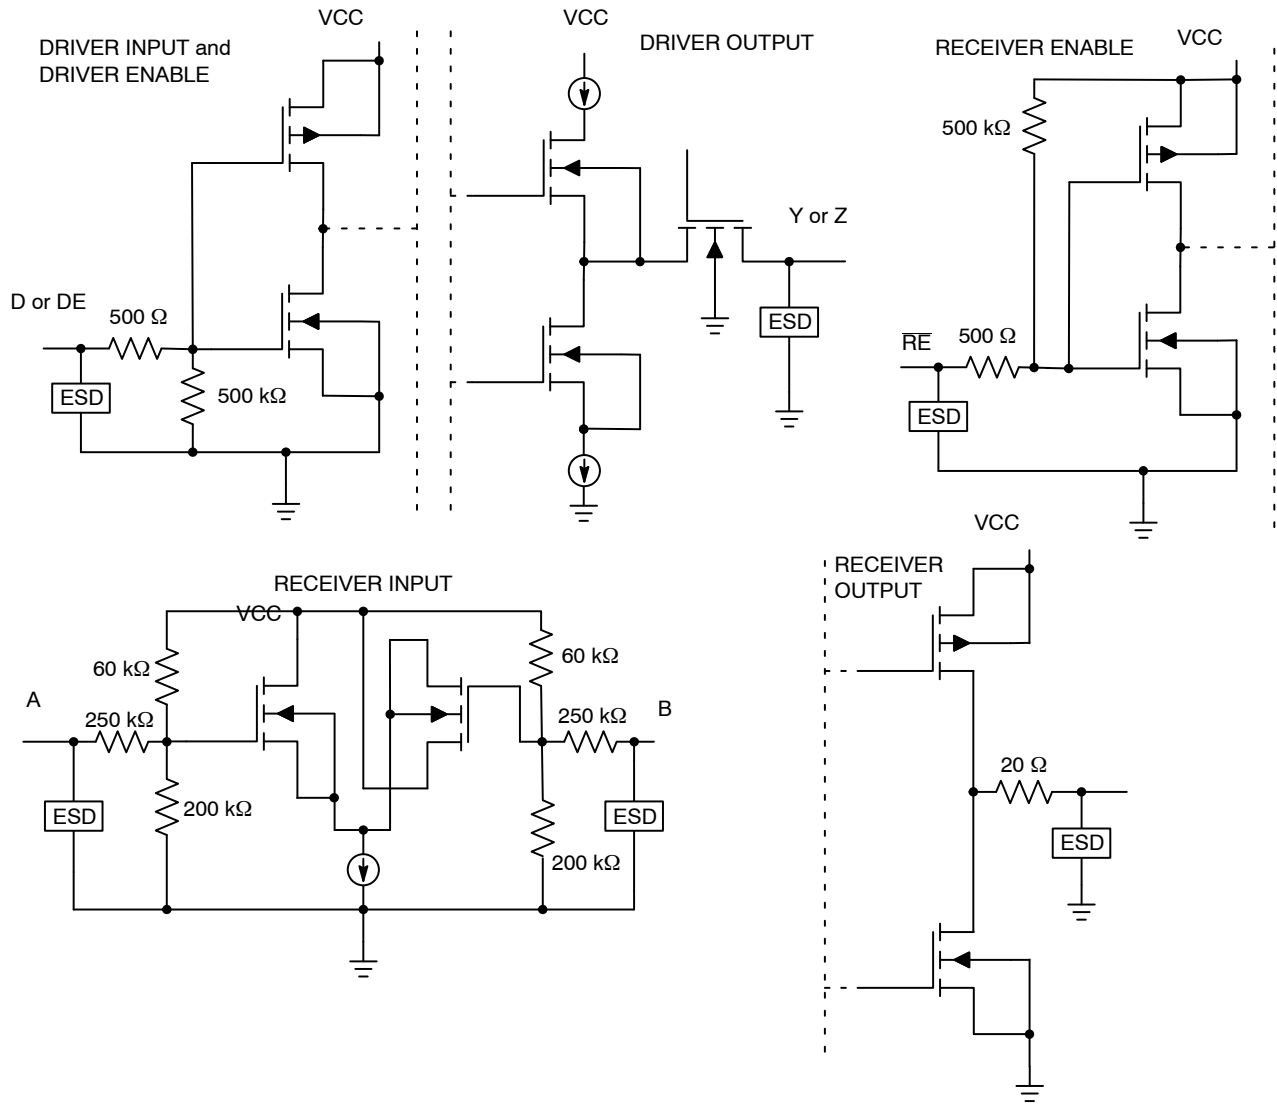 VCC
DRIVER INPUT and
DRIVER ENABLE
D or DE
500 Ω
500 kΩ
ESD
VCC
DRIVER OUTPUT
Y or Z
ESD
RECEIVER ENABLE
VCC
500 kΩ
RE
500 Ω
ESD
RECEIVER INPUT
VCC
60 kΩ
60 kΩ
A
250 kΩ
250 kΩ
B
200 kΩ
ESD
ESD
200 kΩ
VCC
RECEIVER
OUTPUT
20 Ω
ESD